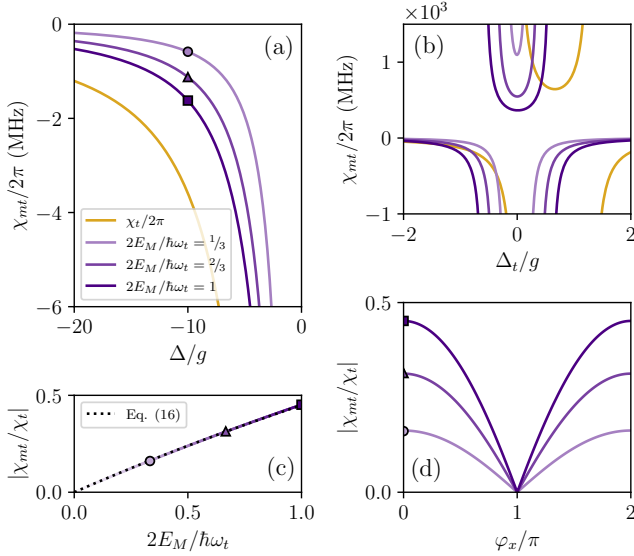 0
−2
−4
−6
χmt/2π (MHz)
(a)
χt/2π
2EM/ℏωt = 1/3
2EM/ℏωt = 2/3
2EM/ℏωt = 1
−20
−10
0
Δ/g
×10³
1
0
−1
χmt/2π (MHz)
(b)
−2
0
2
Δt/g
0.5
0.0
|χmt/χt|
Eq. (16)
(c)
0.0
0.5
1.0
2EM/ℏωt
0.5
0.0
|χmt/χt|
(d)
0
1
2
φx/π